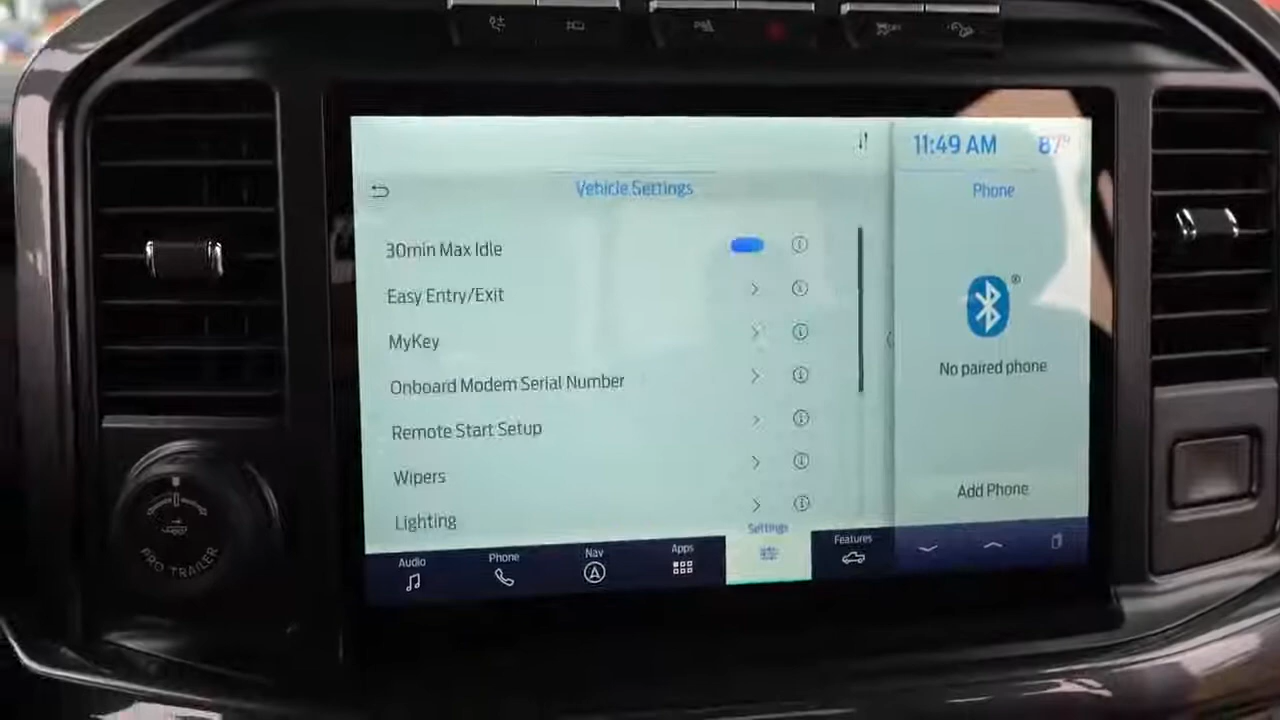 11:49 AM 87°
Vehicle Settings
Phone
30min Max Idle
Easy Entry/Exit
MyKey
Onboard Modem Serial Number
Remote Start Setup
Wipers
Lighting
No paired phone
Add Phone
Audio
Phone
Nav
Apps
Settings
Features
PRO TRAILER